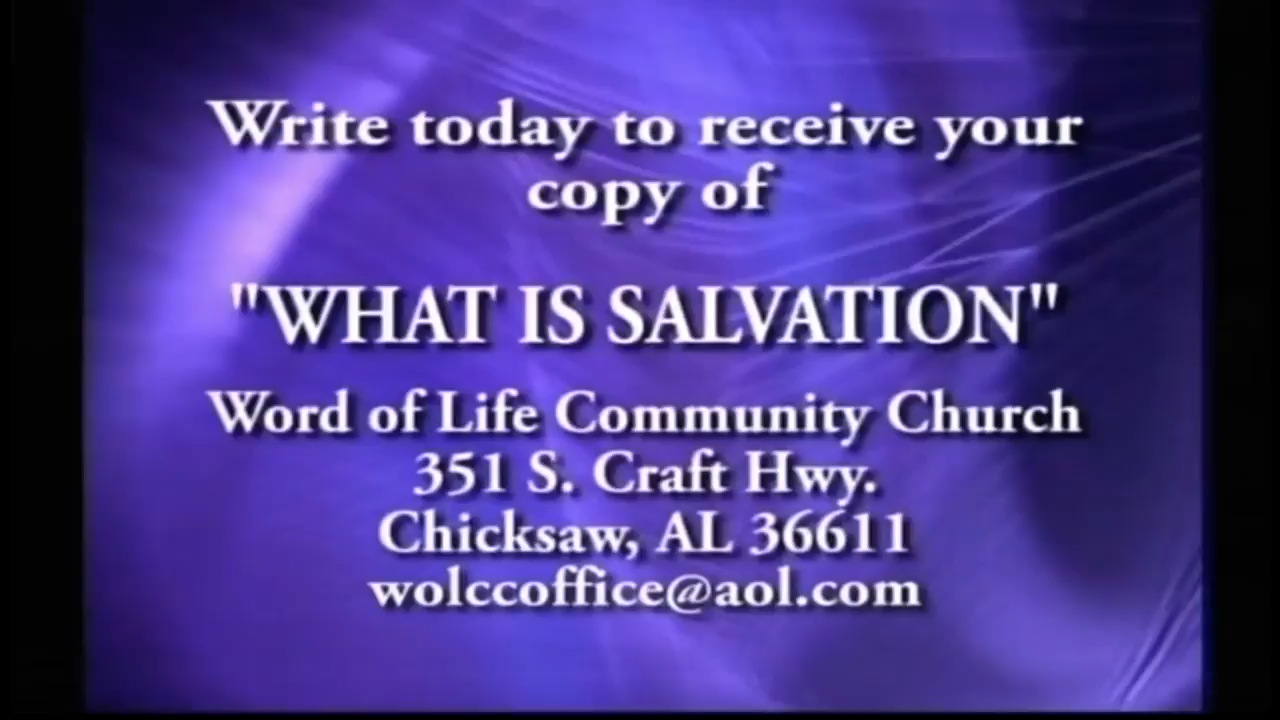 Write today to receive your
copy of
"WHAT IS SALVATION"
Word of Life Community Church
351 S. Craft Hwy.
Chicksaw, AL 36611
wolccoffice@aol.com